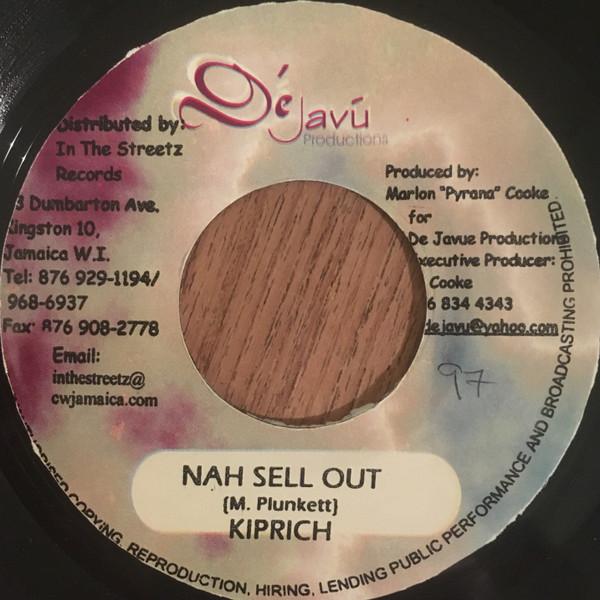 De Javú
Productions
Distributed by:
In The Streetz
Records
3 Dumbarton Ave.
Kingston 10,
Jamaica W.I.
Tel: 876 929-1194/
968-6937
Fax: 876 908-2778
Email:
inthestreetz@
cwjamaica.com
Produced by:
Marlon "Pyrana" Cooke
for
De Javue Productions
Executive Producer:
Cooke
6 834 4343
dejavu@yahoo.com
97
NAH SELL OUT
(M. Plunkett)
KIPRICH
COPYING, REPRODUCTION, HIRING, LENDING PUBLIC PERFORMANCE AND BROADCASTING PROHIBITED.